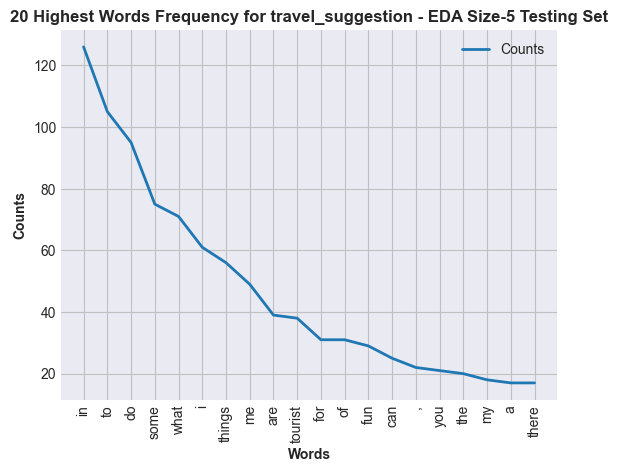 20 Highest Words Frequency for travel_suggestion - EDA Size-5 Testing Set
Counts
120
100
80
60
40
20
Counts
in
to
do
some
what
i
things
me
are
tourist
for
of
fun
can
,
you
the
my
a
there
Words